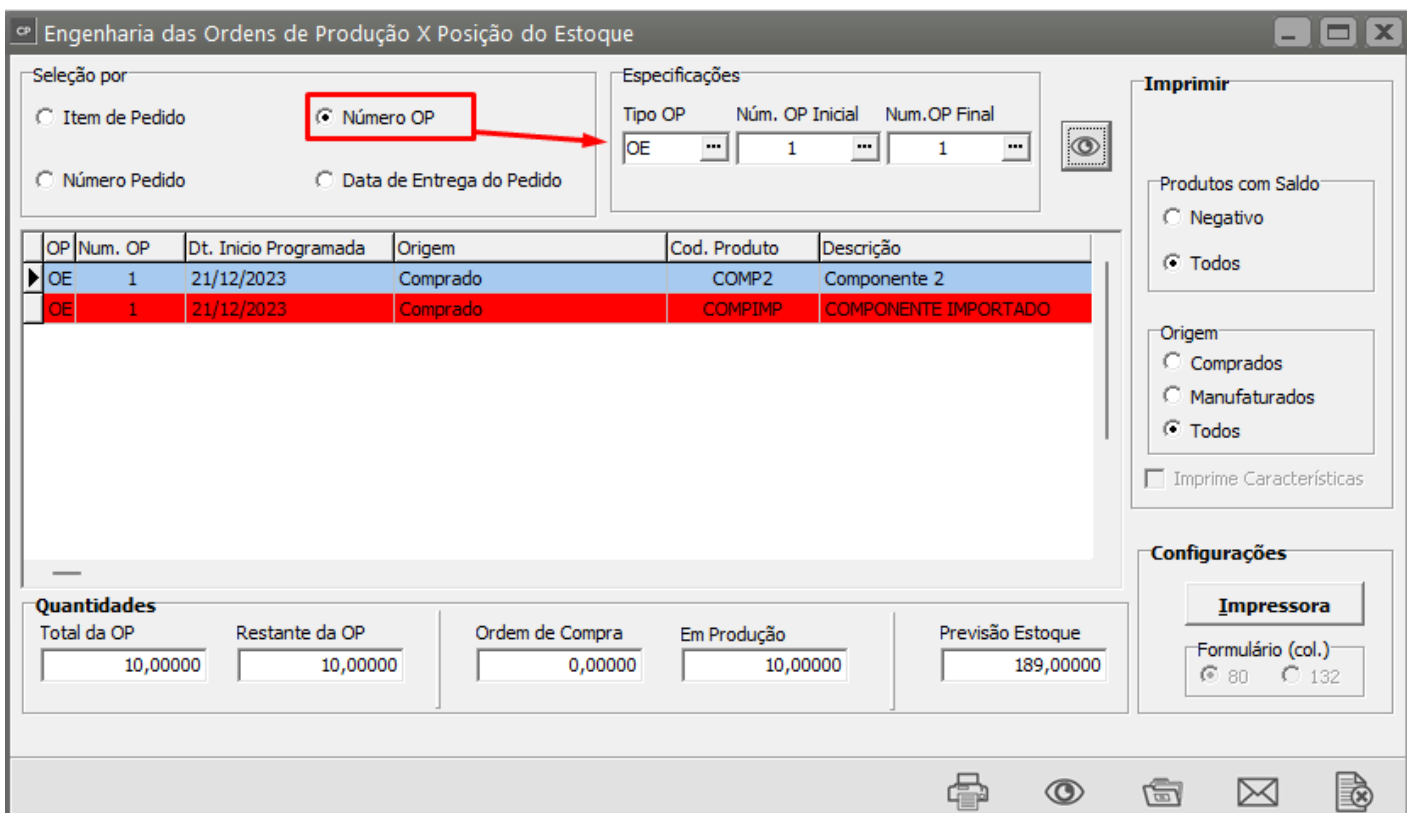 CP Engenharia das Ordens de Produção X Posição do Estoque
Seleção por
Item de Pedido
Número OP
Número Pedido
Data de Entrega do Pedido
Especificações
Tipo OP Núm. OP Inicial Num.OP Final
OE ... 1 ... 1 ...
OP Num. OP Dt. Inicio Programada Origem Cod. Produto Descrição
OE 1 21/12/2023 Comprado COMP2 Componente 2
OE 1 21/12/2023 Comprado COMPIMP COMPONENTE IMPORTADO
Quantidades
Total da OP Restante da OP Ordem de Compra Em Produção Previsão Estoque
10,00000 10,00000 0,00000 10,00000 189,00000
Imprimir
Produtos com Saldo
Negativo
Todos
Origem
Comprados
Manufaturados
Todos
Imprime Características
Configurações
Impressora
Formulário (col.)
80 132